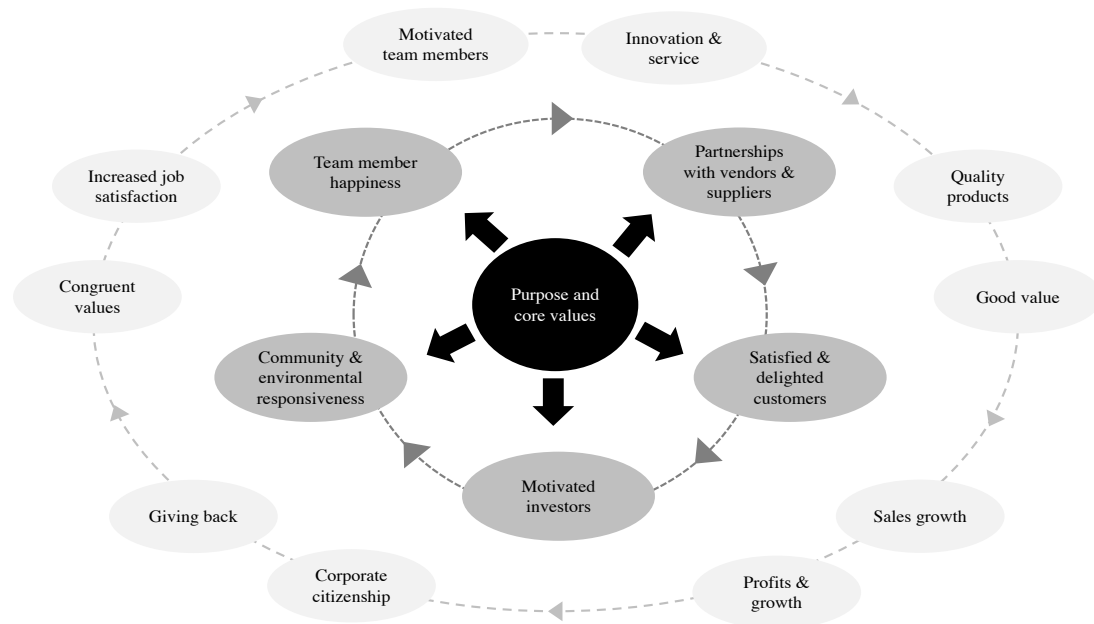 Motivated
team members
Innovation &
service
Team member
happiness
Partnerships
with vendors &
suppliers
Increased job
satisfaction
Quality
products
Congruent
values
Purpose and
core values
Good value
Community &
environmental
responsiveness
Satisfied &
delighted
customers
Motivated
investors
Giving back
Sales growth
Corporate
citizenship
Profits &
growth